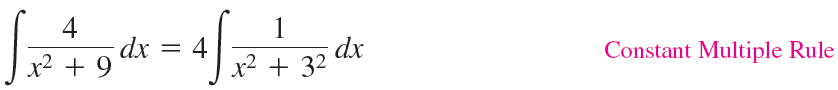 ∫ 4/(x² + 9) dx = 4 ∫ 1/(x² + 3²) dx Constant Multiple Rule